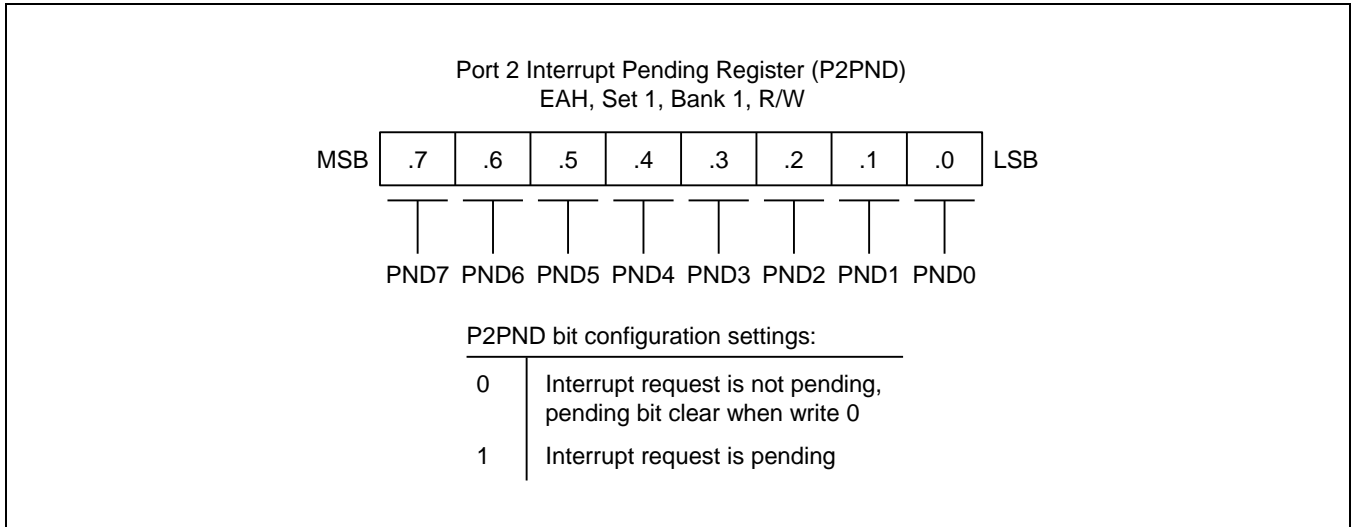 Port 2 Interrupt Pending Register (P2PND)
EAH, Set 1, Bank 1, R/W
MSB .7 .6 .5 .4 .3 .2 .1 .0 LSB
PND7 PND6 PND5 PND4 PND3 PND2 PND1 PND0
P2PND bit configuration settings:
0 Interrupt request is not pending,
pending bit clear when write 0
1 Interrupt request is pending